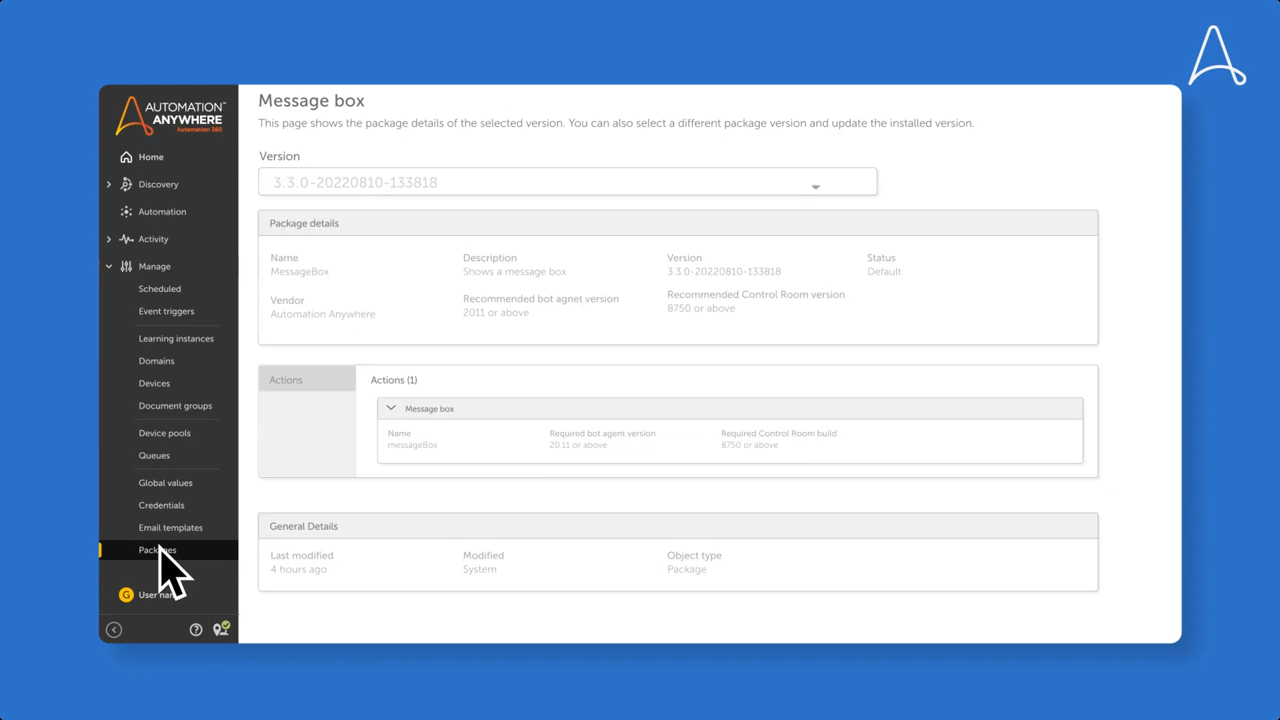 AUTOMATION
ANYWHERE
Automation 360
Home
Discovery
Automation
Activity
Manage
Scheduled
Event triggers
Learning instances
Domains
Devices
Document groups
Device pools
Queues
Global values
Credentials
Email templates
Packages
G
User
Message box
This page shows the package details of the selected version. You can also select a different package version and update the installed version.
Version
3.3.0-20220810-133818
Package details
Name Description Version Status
MessageBox Shows a message box 3.3.0-20220810-133818 Default
Vendor Recommended bot agnet version Recommended Control Room version
Automation Anywhere 2011 or above 8750 or above
Actions
Actions (1)
Message box
Name Required bot agent version Required Control Room build
messageBox 20.11 or above 8750 or above
General Details
Last modified Modified Object type
4 hours ago System Package